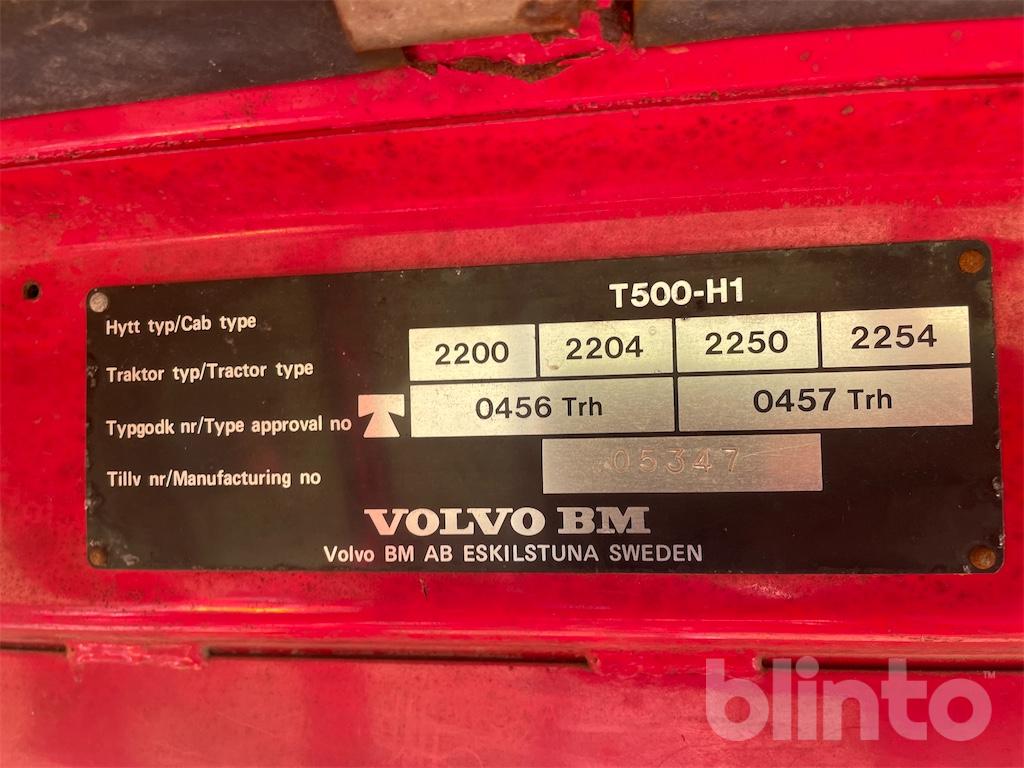 T500-H1
Hytt typ/Cab type
Traktor typ/Tractor type 2200 2204 2250 2254
Typgodk nr/Type approval no 0456 Trh 0457 Trh
Tillv nr/Manufacturing no 05347
VOLVO BM
Volvo BM AB ESKILSTUNA SWEDEN
blinto™